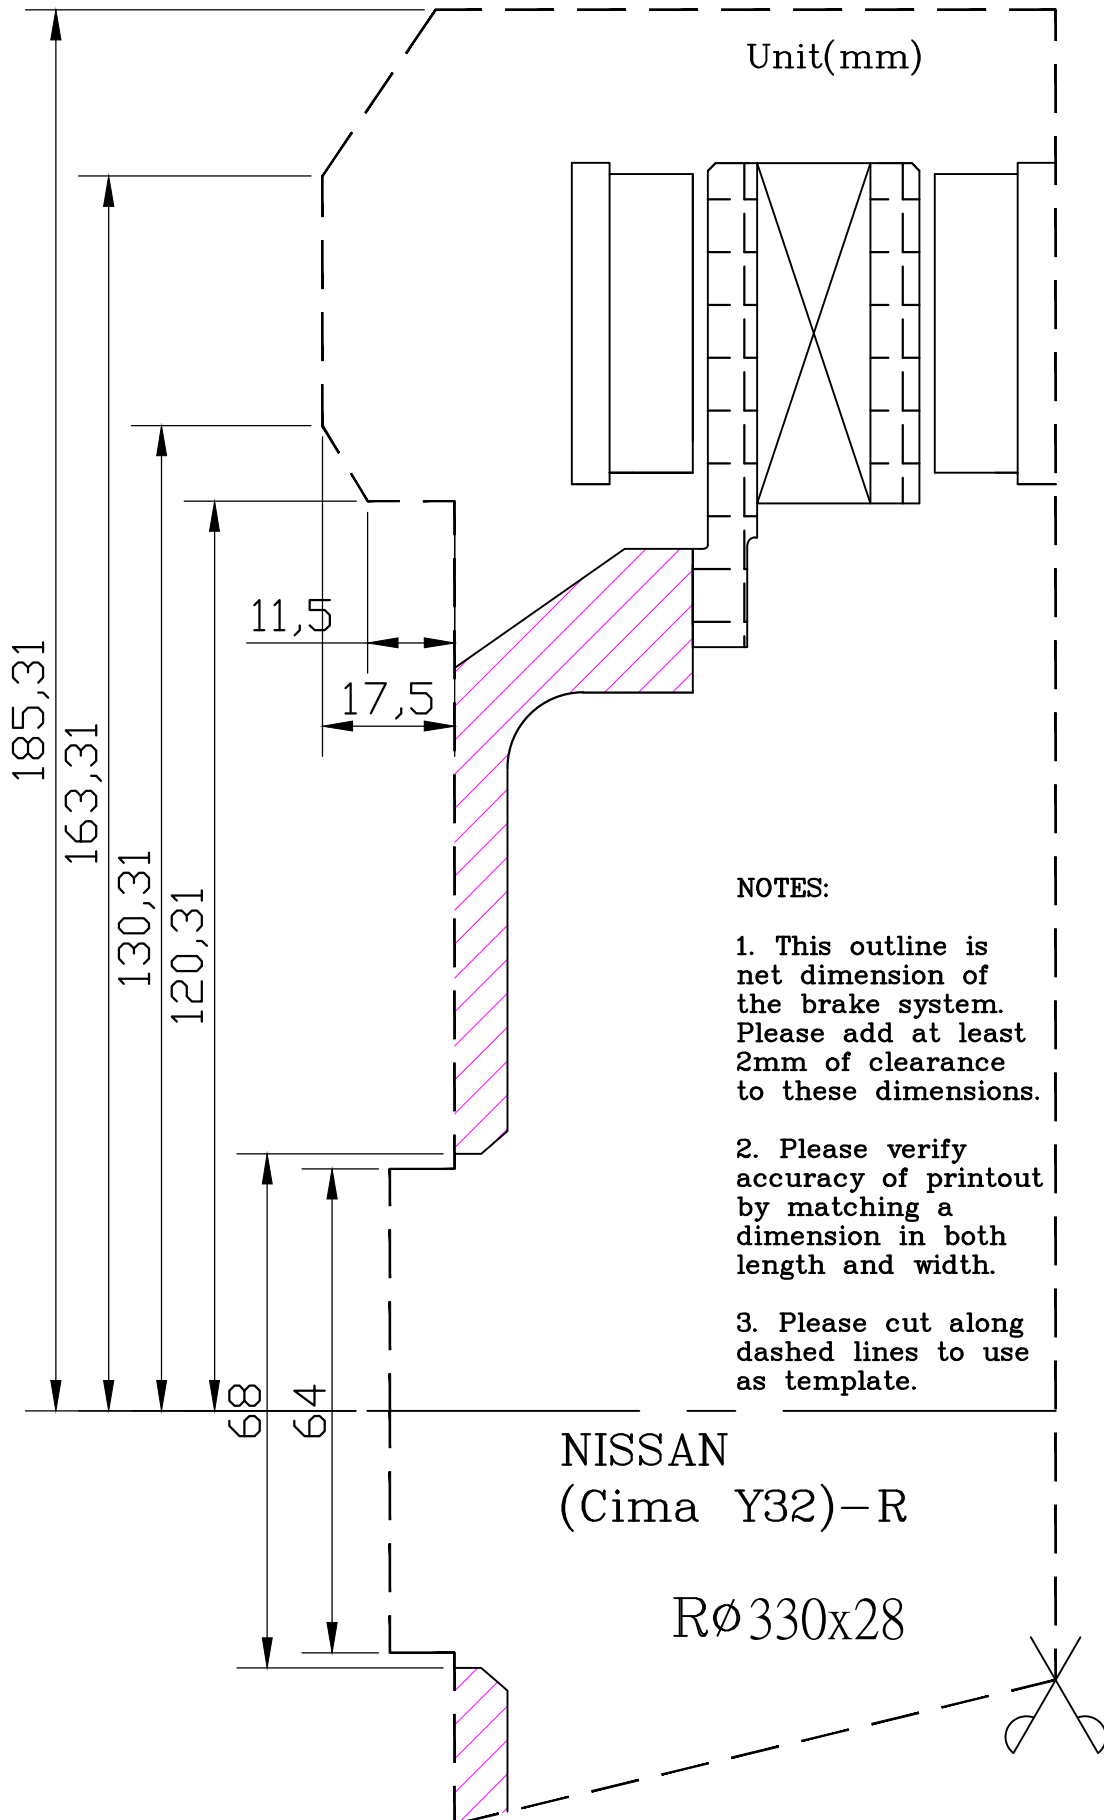 Unit(mm)
11,5
17,5
185,31
163,31
130,31
120,31
NOTES:
1. This outline is
net dimension of
the brake system.
Please add at least
2mm of clearance
to these dimensions.
2. Please verify
accuracy of printout
by matching a
dimension in both
length and width.
3. Please cut along
dashed lines to use
as template.
68
64
NISSAN
(Cima Y32)-R
RØ330x28